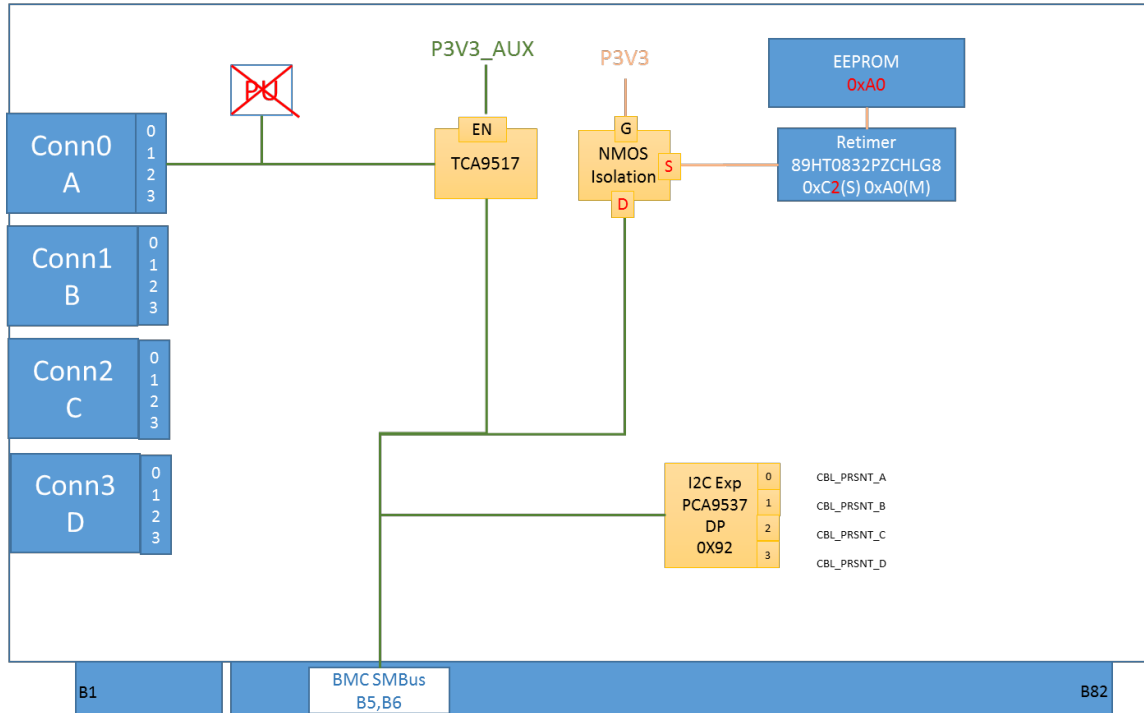 P3V3_AUX
P3V3
EEPROM
0xA0
PU
EN
TCA9517
G
NMOS
Isolation
S
D
Retimer
89HT0832PZCHLG8
0xC2(S) 0xA0(M)
Conn0
A
0
1
2
3
Conn1
B
0
1
2
3
Conn2
C
0
1
2
3
Conn3
D
0
1
2
3
I2C Exp
PCA9537
DP
0X92
0
1
2
3
CBL_PRSNT_A
CBL_PRSNT_B
CBL_PRSNT_C
CBL_PRSNT_D
B1
BMC SMBus
B5,B6
B82